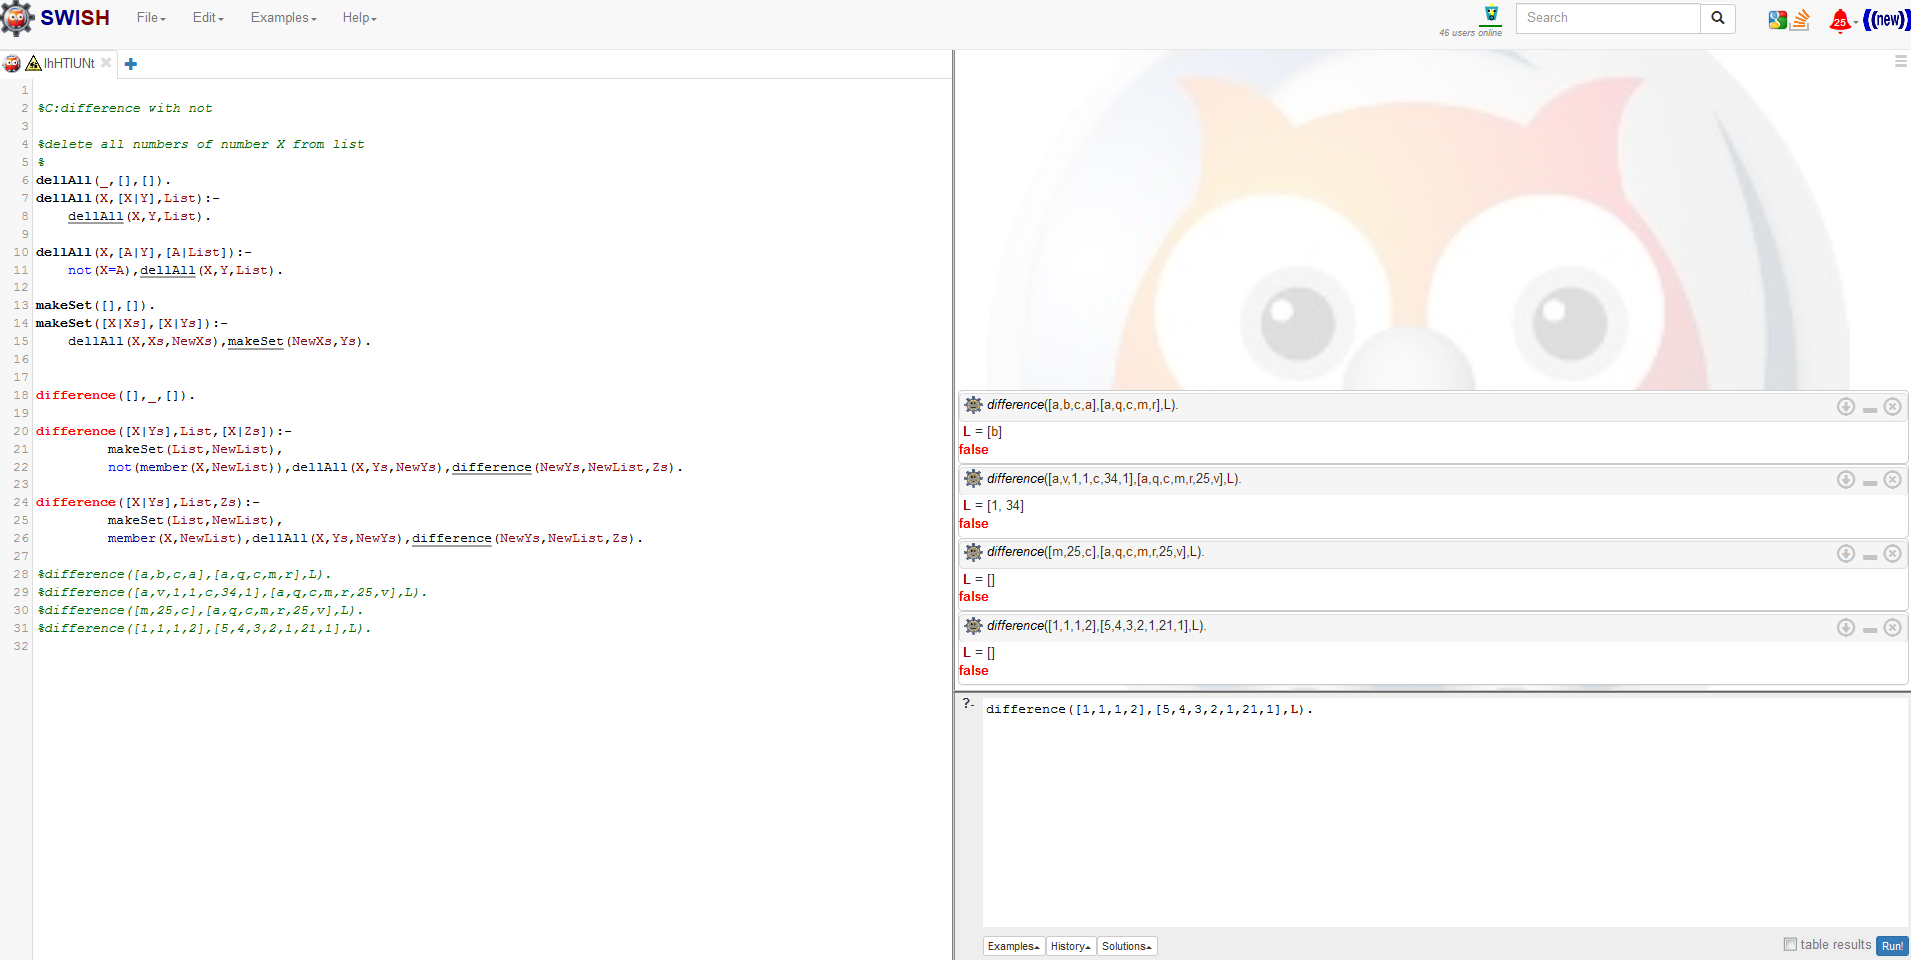 SWISH File Edit Examples Help
46 users online
Search
25
((new))
lhHTlUNt
1
2 %C:difference with not
3
4 %delete all numbers of number X from list
5 %
6 dellAll(_,[],[]).
7 dellAll(X,[X|Y],List):-
8 dellAll(X,Y,List).
9
10 dellAll(X,[A|Y],[A|List]):-
11 not(X=A),dellAll(X,Y,List).
12
13 makeSet([],[]).
14 makeSet([X|Xs],[X|Ys]):-
15 dellAll(X,Xs,NewXs),makeSet(NewXs,Ys).
16
17
18 difference([],_,[]).
19
20 difference([X|Ys],List,[X|Zs]):-
21 makeSet(List,NewList),
22 not(member(X,NewList)),dellAll(X,Ys,NewYs),difference(NewYs,NewList,Zs).
23
24 difference([X|Ys],List,Zs):-
25 makeSet(List,NewList),
26 member(X,NewList),dellAll(X,Ys,NewYs),difference(NewYs,NewList,Zs).
27
28 %difference([a,b,c,a],[a,q,c,m,r],L).
29 %difference([a,v,1,1,c,34,1],[a,q,c,m,r,25,v],L).
30 %difference([m,25,c],[a,q,c,m,r,25,v],L).
31 %difference([1,1,1,2],[5,4,3,2,1,21,1],L).
32
difference([a,b,c,a],[a,q,c,m,r],L).
L = [b]
false
difference([a,v,1,1,c,34,1],[a,q,c,m,r,25,v],L).
L = [1, 34]
false
difference([m,25,c],[a,q,c,m,r,25,v],L).
L = []
false
difference([1,1,1,2],[5,4,3,2,1,21,1],L).
L = []
false
?- difference([1,1,1,2],[5,4,3,2,1,21,1],L).
Examples History Solutions
table results Run!